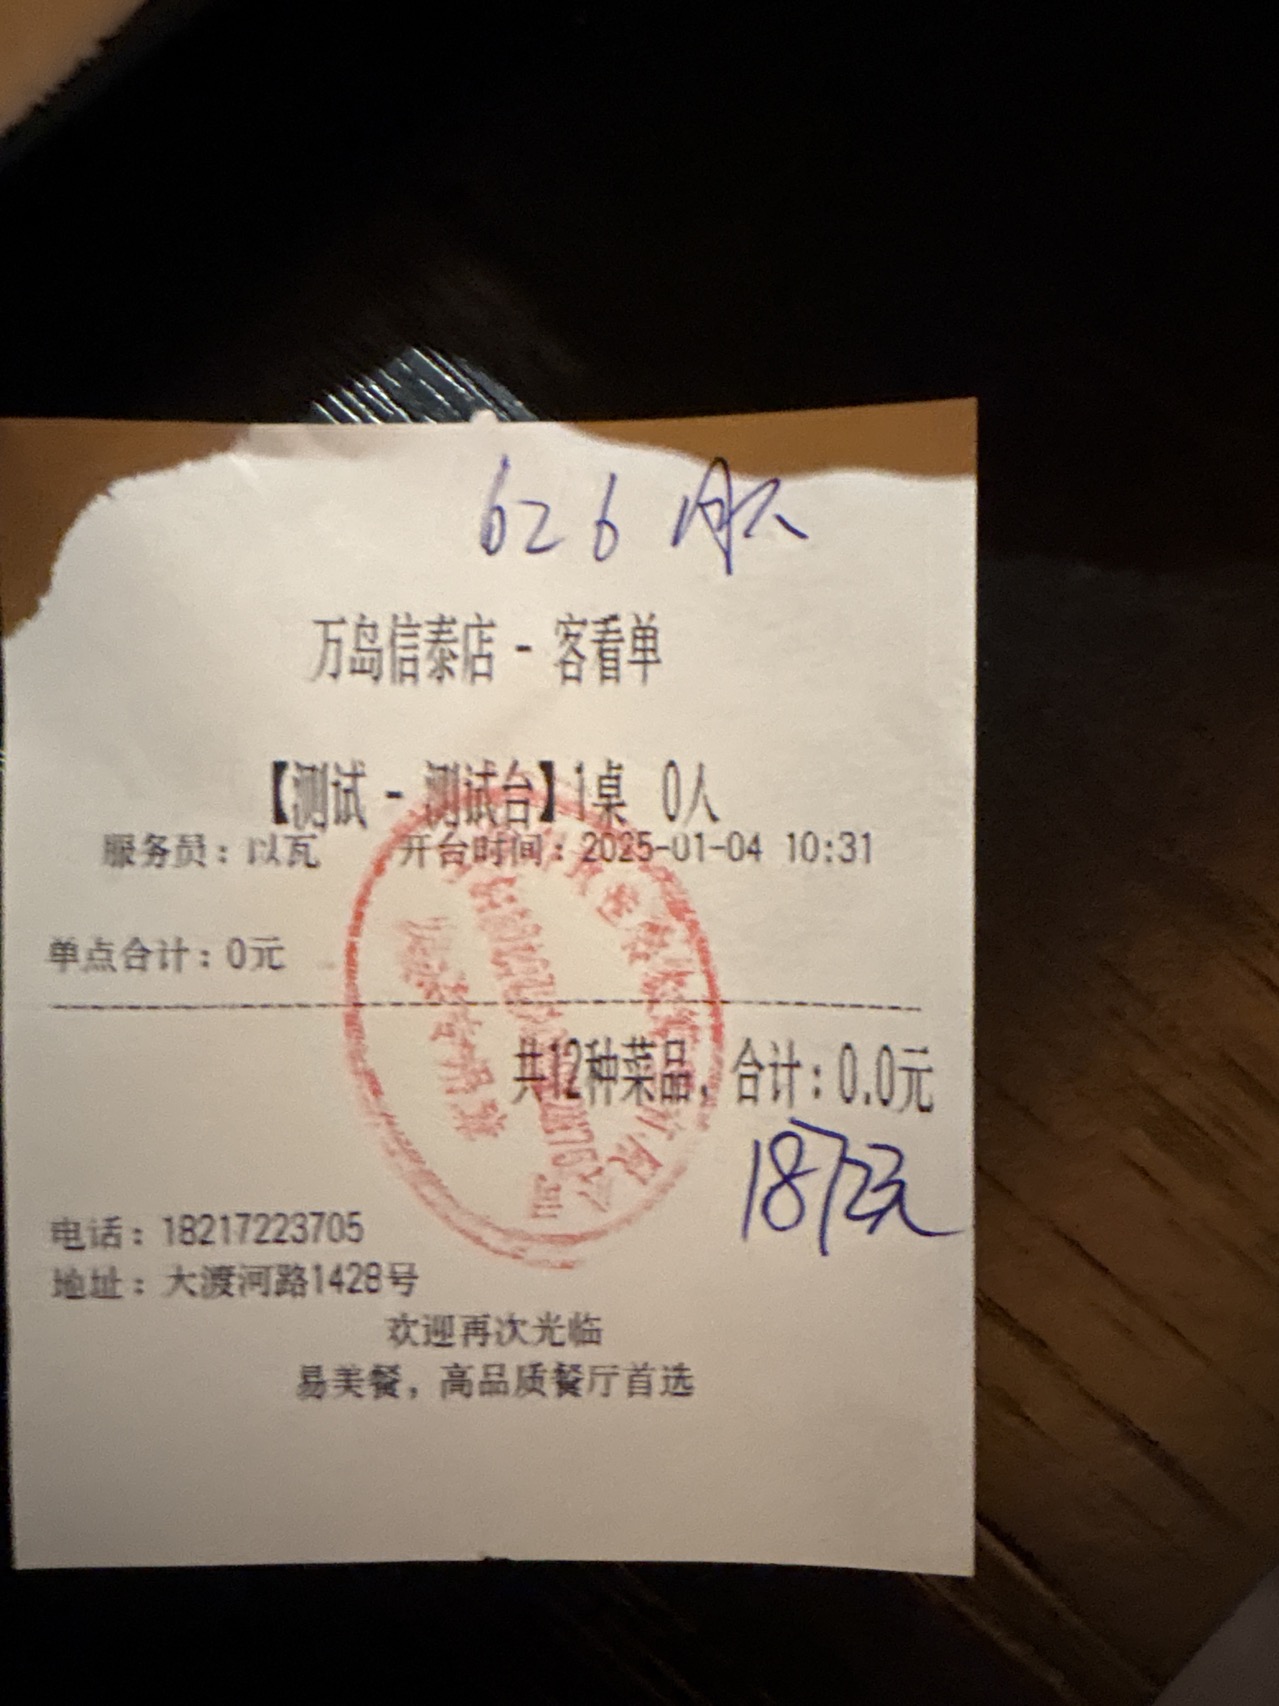 626
万岛信泰店 - 客看单
【测试 - 测试台】1桌 0人
服务员：以瓦 开台时间：2025-01-04 10:31
单点合计：0元
共12种菜品，合计：0.0元
1872元
电话：18217223705
地址：大渡河路1428号
欢迎再次光临
易美餐，高品质餐厅首选